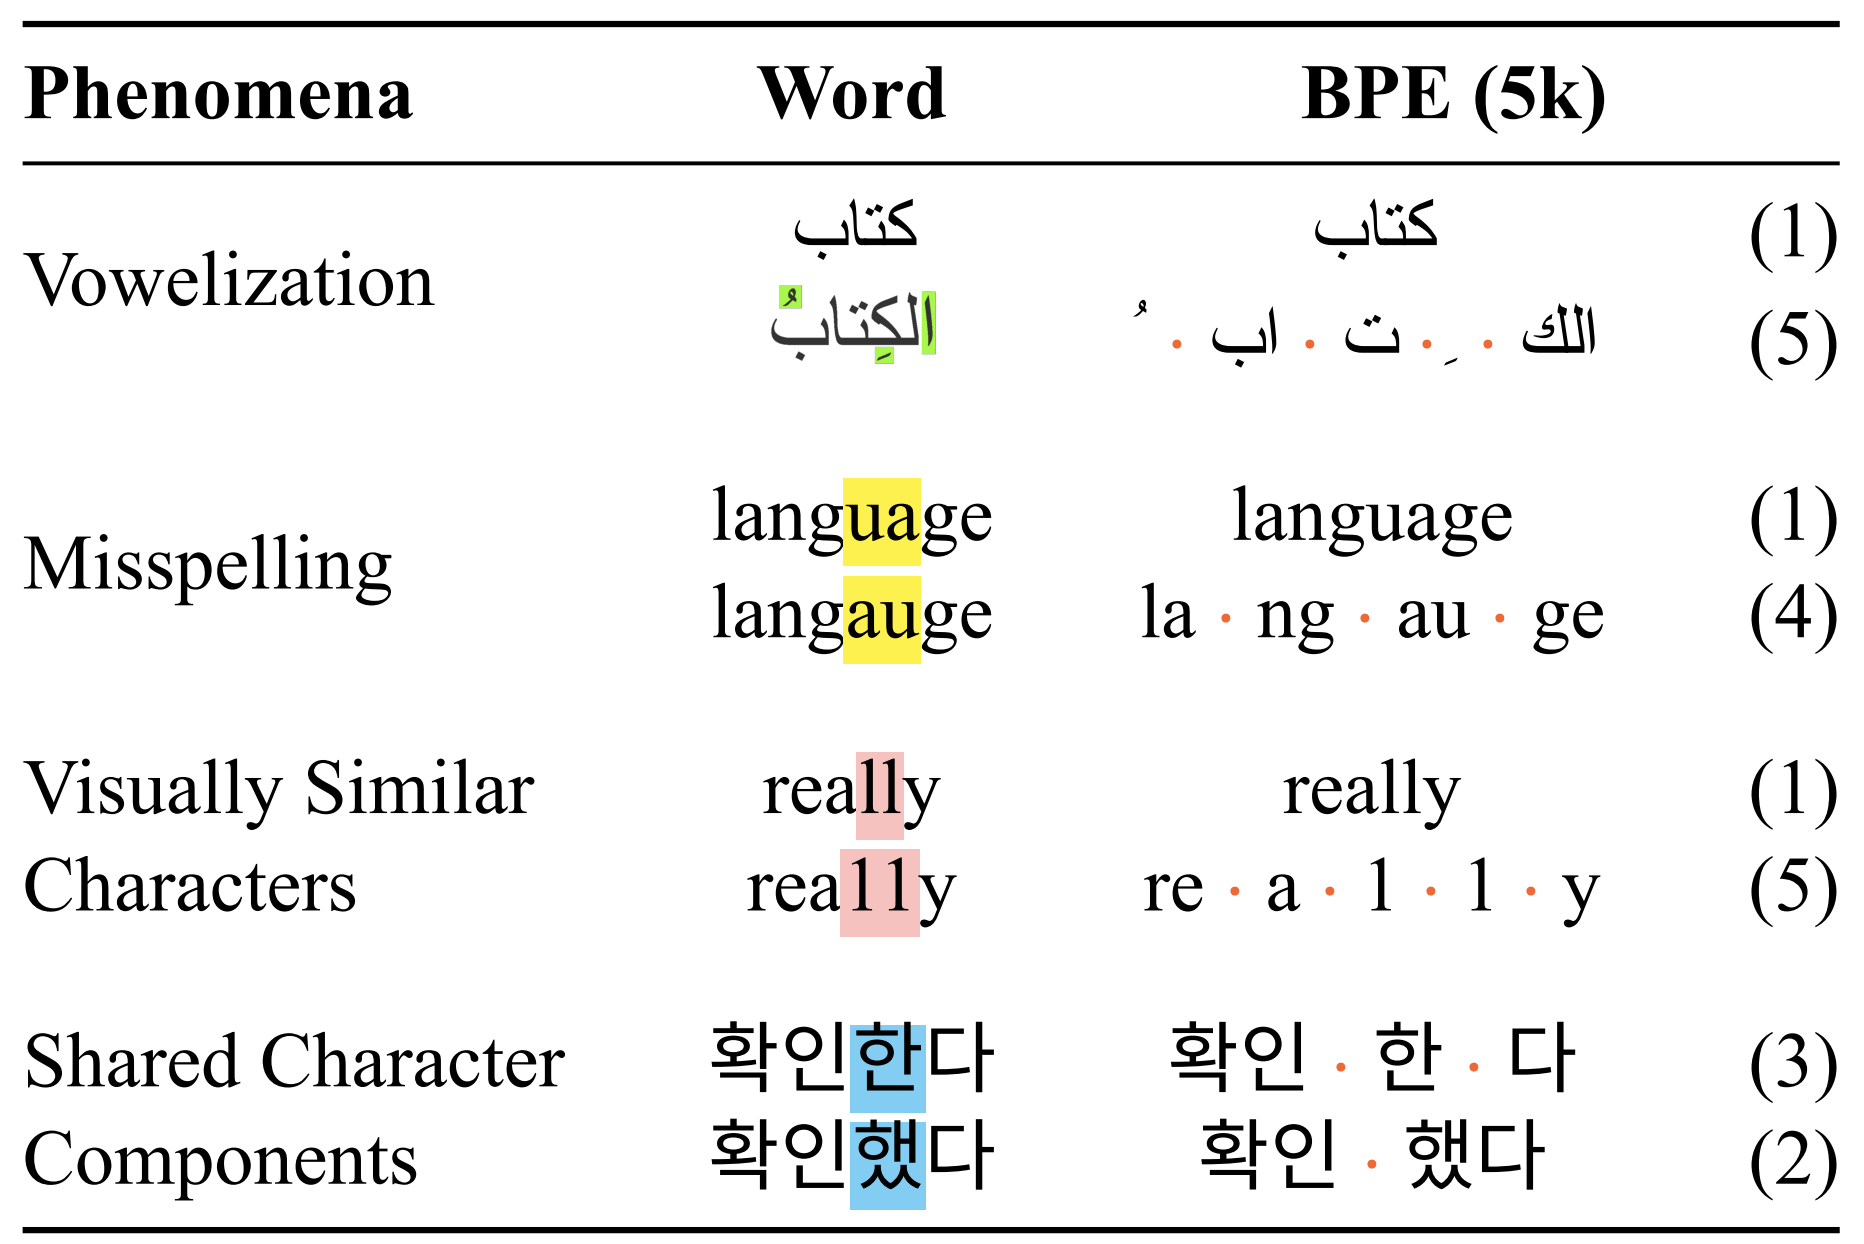 Phenomena Word BPE (5k)
Vowelization
كتاب كتاب (1)
الكِتابُ الك · ِ · ت · اب · ُ (5)
Misspelling
language language (1)
langauge la · ng · au · ge (4)
Visually Similar really really (1)
Characters rea11y re · a · 1 · 1 · y (5)
Shared Character 확인한다 확인 · 한 · 다 (3)
Components 확인했다 확인 · 했다 (2)